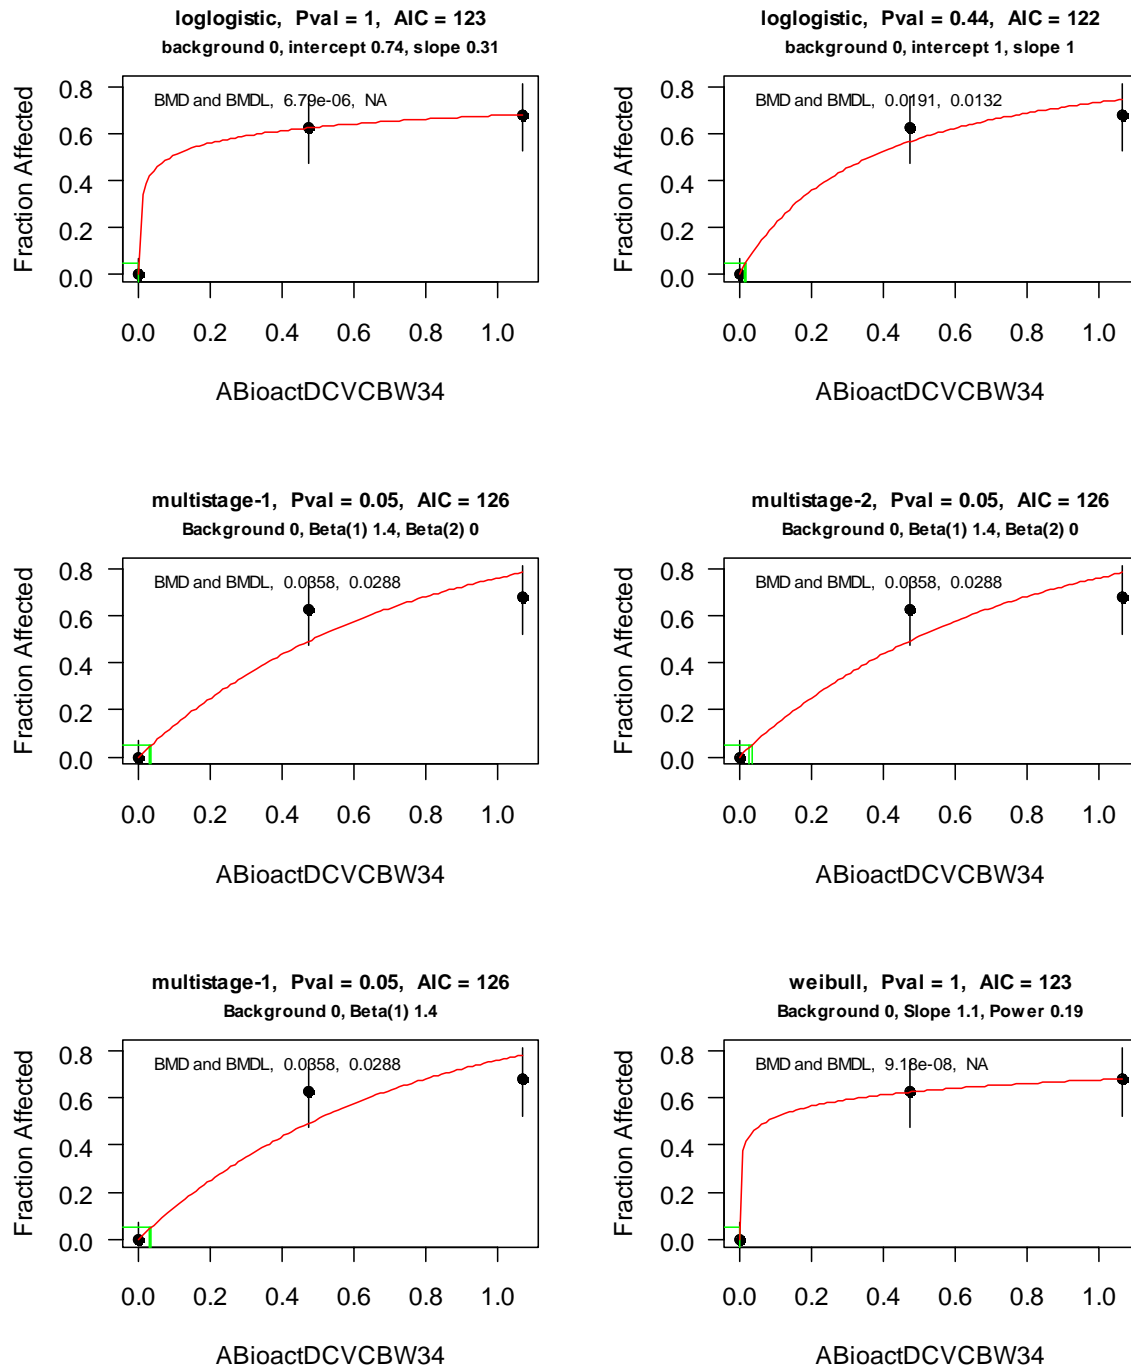 loglogistic, Pval = 1, AIC = 123
background 0, intercept 0.74, slope 0.31
BMD and BMDL, 6.79e-06, NA
Fraction Affected
0.8
0.6
0.4
0.2
0.0
0.0 0.2 0.4 0.6 0.8 1.0
ABioactDCVCBW34
loglogistic, Pval = 0.44, AIC = 122
background 0, intercept 1, slope 1
BMD and BMDL, 0.0191, 0.0132
Fraction Affected
0.8
0.6
0.4
0.2
0.0
0.0 0.2 0.4 0.6 0.8 1.0
ABioactDCVCBW34
multistage-1, Pval = 0.05, AIC = 126
Background 0, Beta(1) 1.4, Beta(2) 0
BMD and BMDL, 0.0358, 0.0288
Fraction Affected
0.8
0.6
0.4
0.2
0.0
0.0 0.2 0.4 0.6 0.8 1.0
ABioactDCVCBW34
multistage-2, Pval = 0.05, AIC = 126
Background 0, Beta(1) 1.4, Beta(2) 0
BMD and BMDL, 0.0358, 0.0288
Fraction Affected
0.8
0.6
0.4
0.2
0.0
0.0 0.2 0.4 0.6 0.8 1.0
ABioactDCVCBW34
multistage-1, Pval = 0.05, AIC = 126
Background 0, Beta(1) 1.4
BMD and BMDL, 0.0358, 0.0288
Fraction Affected
0.8
0.6
0.4
0.2
0.0
0.0 0.2 0.4 0.6 0.8 1.0
ABioactDCVCBW34
weibull, Pval = 1, AIC = 123
Background 0, Slope 1.1, Power 0.19
BMD and BMDL, 9.13e-08, NA
Fraction Affected
0.8
0.6
0.4
0.2
0.0
0.0 0.2 0.4 0.6 0.8 1.0
ABioactDCVCBW34